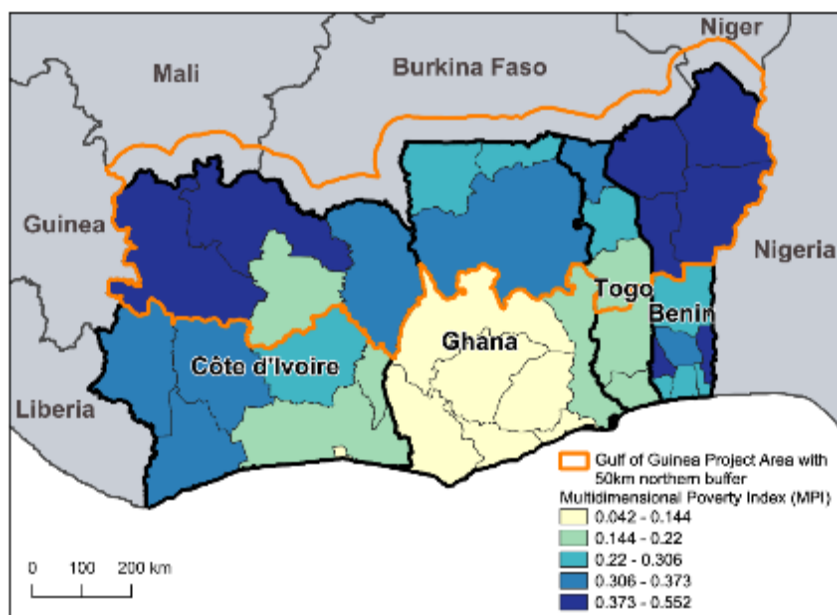 Niger
Mali
Burkina Faso
Guinea
Nigeria
Togo
Benin
Ghana
Côte d'Ivoire
Liberia
Gulf of Guinea Project Area with
50km northern buffer
Multidimensional Poverty Index (MPI)
0.042 - 0.144
0.144 - 0.22
0.22 - 0.306
0.306 - 0.373
0.373 - 0.552
0 100 200 km